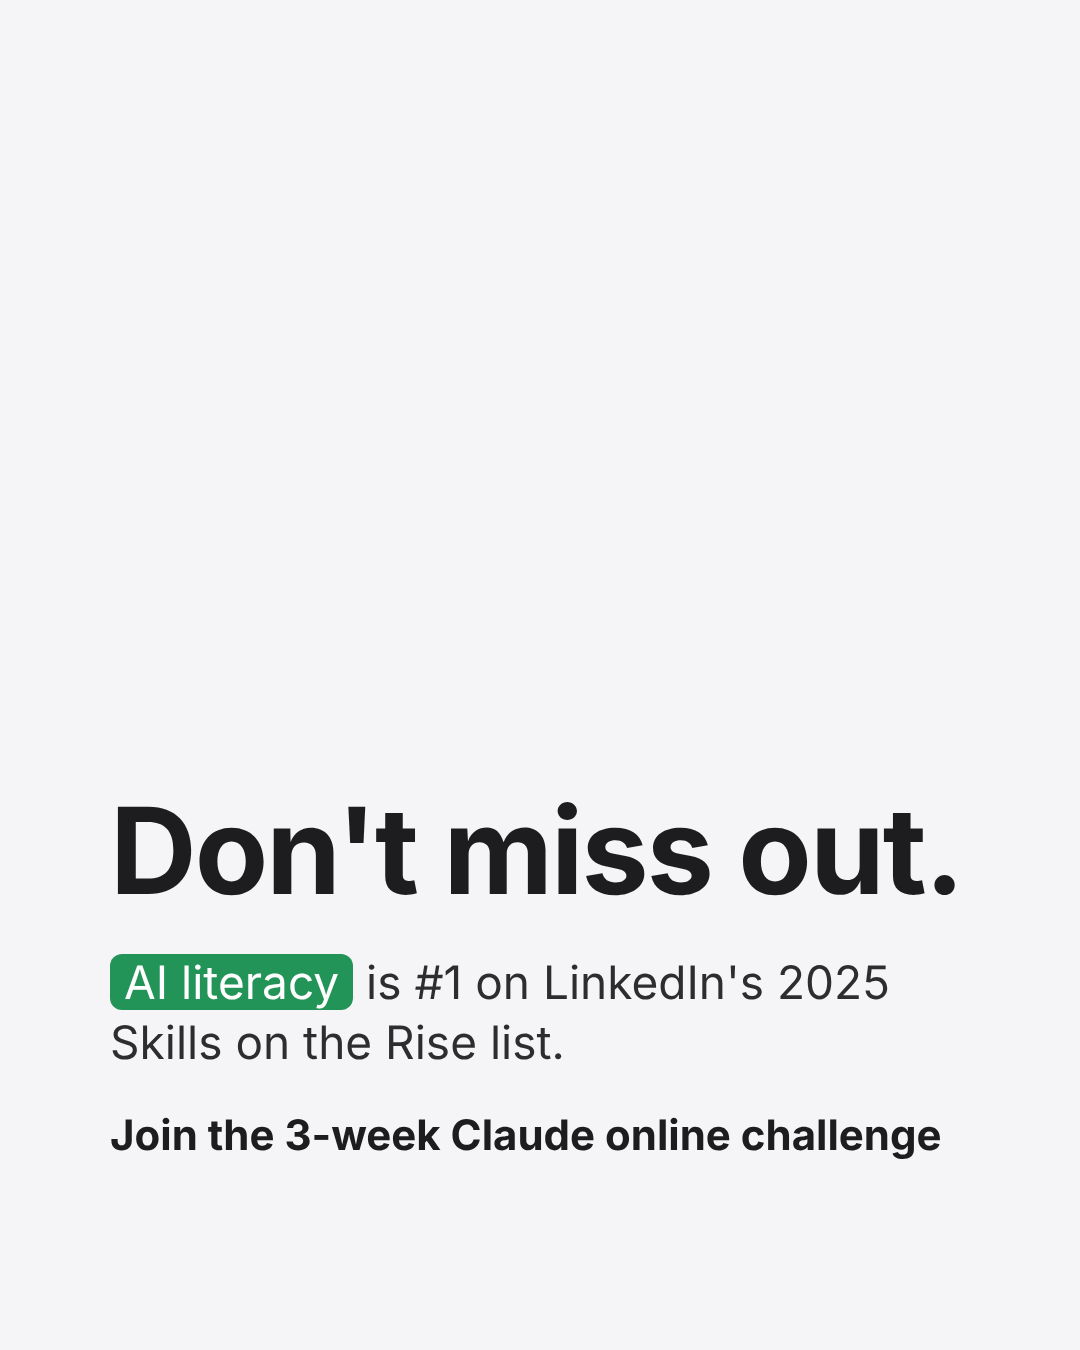 Don't miss out.
AI literacy is #1 on LinkedIn's 2025
Skills on the Rise list.
Join the 3-week Claude online challenge